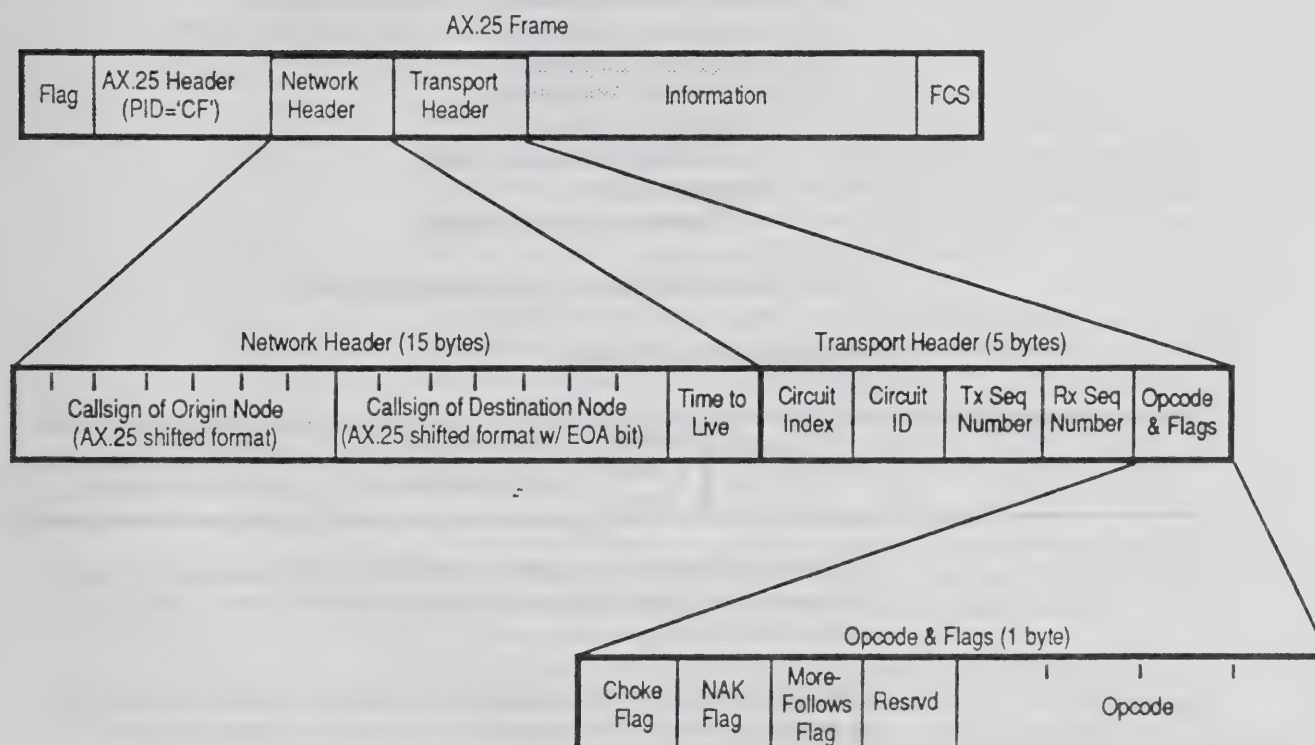 AX.25 Frame
Flag
AX.25 Header
(PID='CF')
Network
Header
Transport
Header
Information
FCS
Network Header (15 bytes)
Transport Header (5 bytes)
Callsign of Origin Node
(AX.25 shifted format)
Callsign of Destination Node
(AX.25 shifted format w/ EOA bit)
Time to
Live
Circuit
Index
Circuit
ID
Tx Seq
Number
Rx Seq
Number
Opcode
& Flags
Opcode & Flags (1 byte)
Choke
Flag
NAK
Flag
More-
Follows
Flag
Resrvd
Opcode